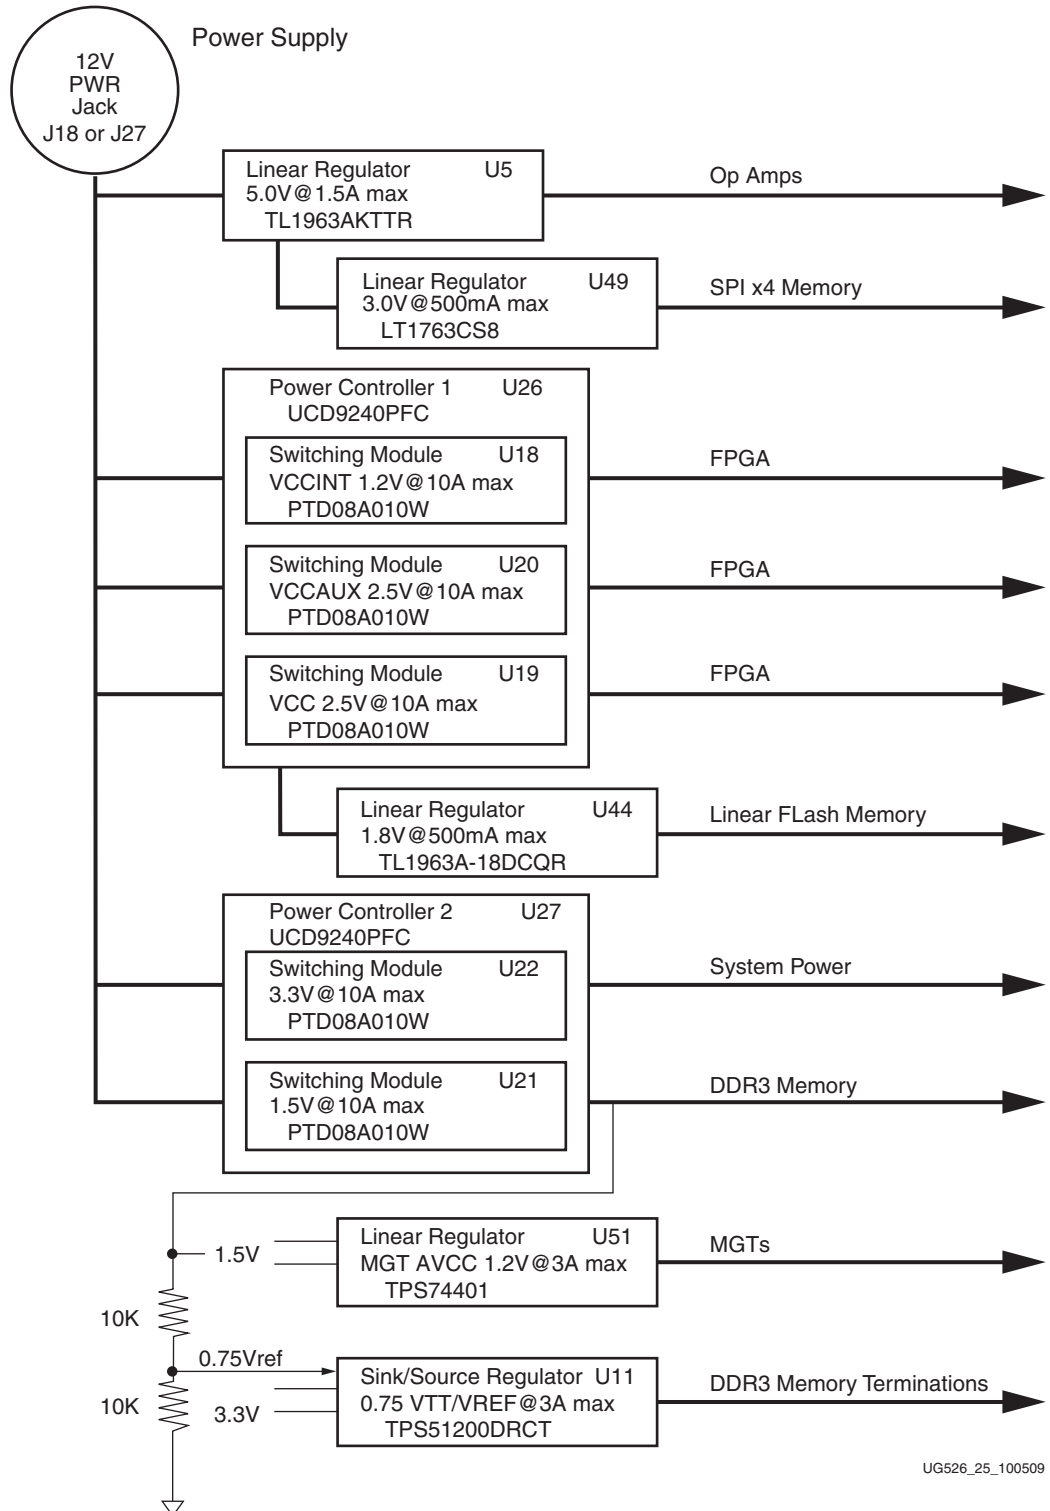 Power Supply
12V
PWR
Jack
J18 or J27
Linear Regulator U5
5.0V@1.5A max
TL1963AKTTR
Op Amps
Linear Regulator U49
3.0V@500mA max
LT1763CS8
SPI x4 Memory
Power Controller 1 U26
UCD9240PFC
Switching Module U18
VCCINT 1.2V@10A max
PTD08A010W
FPGA
Switching Module U20
VCCAUX 2.5V@10A max
PTD08A010W
FPGA
Switching Module U19
VCC 2.5V@10A max
PTD08A010W
FPGA
Linear Regulator U44
1.8V@500mA max
TL1963A-18DCQR
Linear FLash Memory
Power Controller 2 U27
UCD9240PFC
Switching Module U22
3.3V@10A max
PTD08A010W
System Power
Switching Module U21
1.5V@10A max
PTD08A010W
DDR3 Memory
1.5V
Linear Regulator U51
MGT AVCC 1.2V@3A max
TPS74401
MGTs
10K
0.75Vref
10K
3.3V
Sink/Source Regulator U11
0.75 VTT/VREF@3A max
TPS51200DRCT
DDR3 Memory Terminations
UG526_25_100509